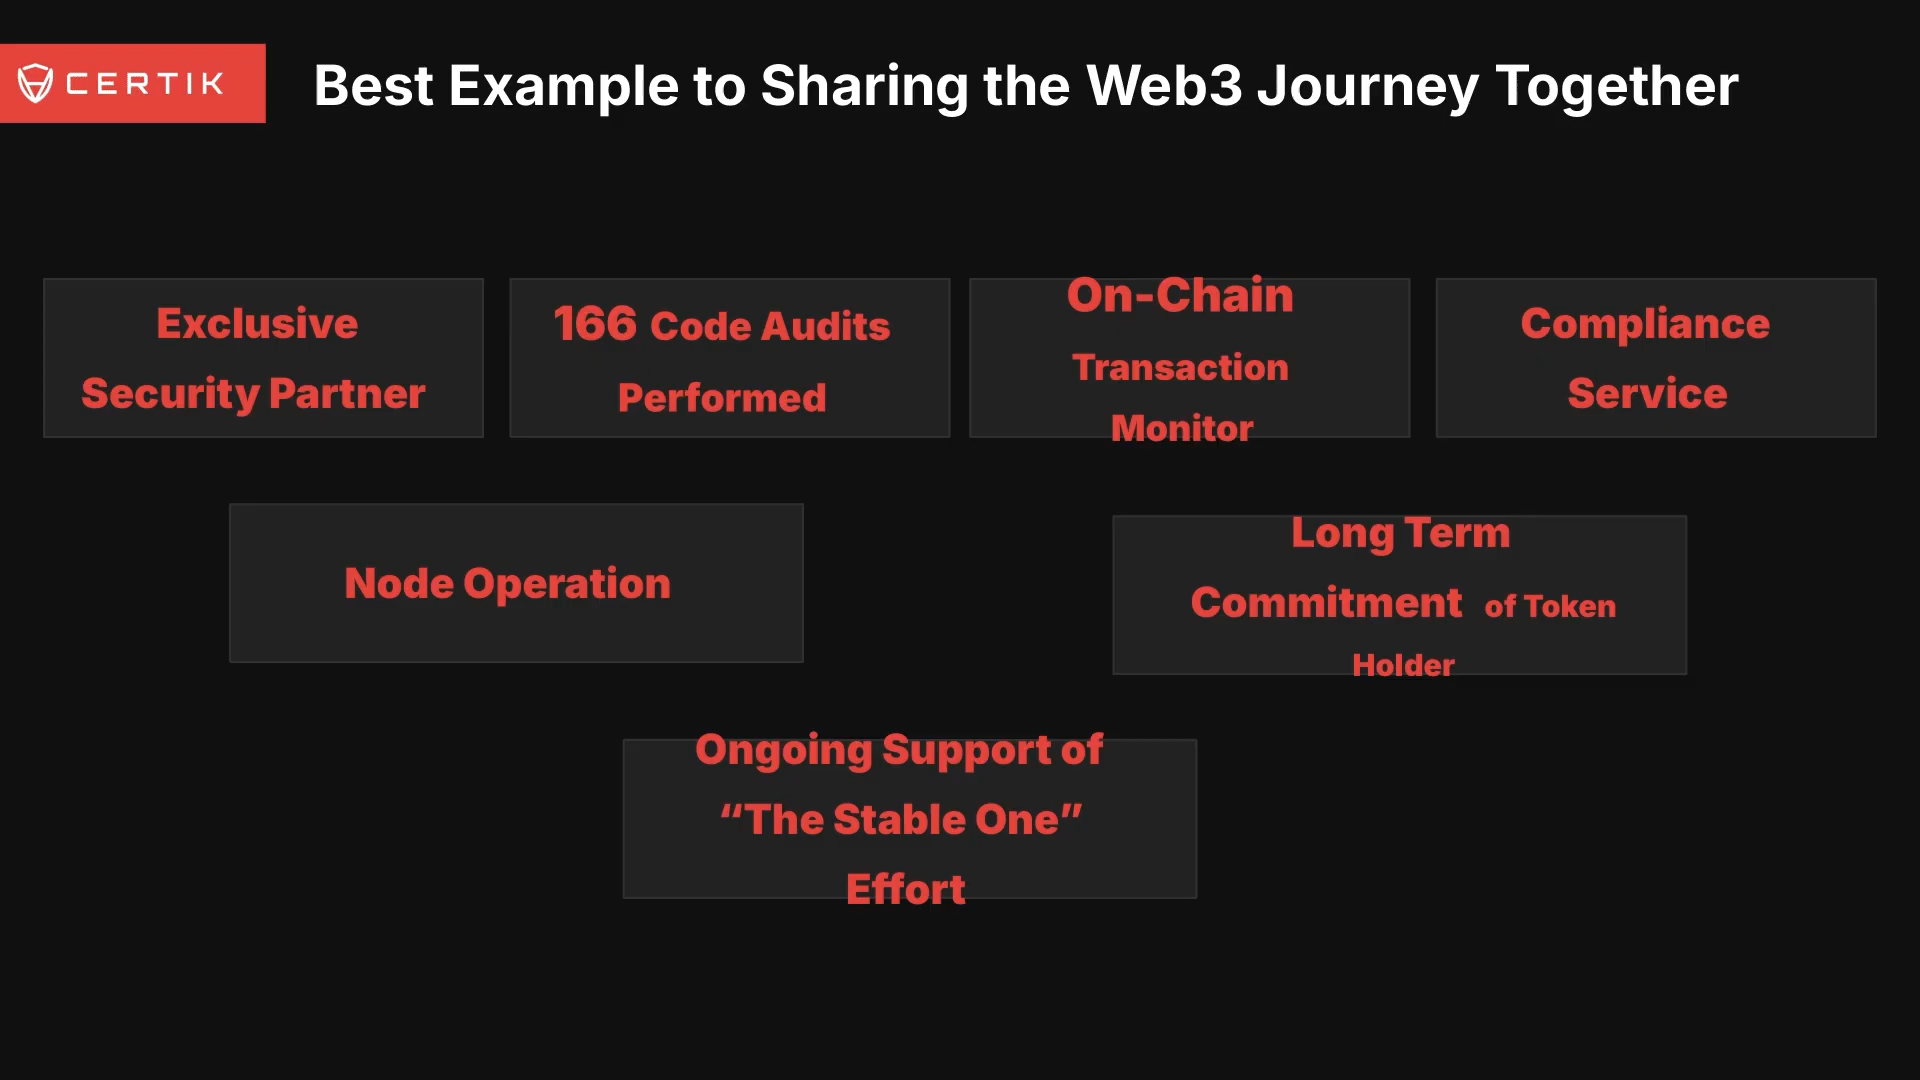 CERTIK
Best Example to Sharing the Web3 Journey Together
Exclusive
Security Partner
166 Code Audits
Performed
On-Chain
Transaction
Monitor
Compliance
Service
Node Operation
Long Term
Commitment of Token
Holder
Ongoing Support of
“The Stable One”
Effort